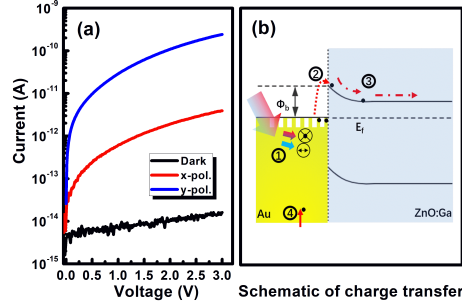 (a)
Current (A)
10⁻⁹
10⁻¹⁰
10⁻¹¹
10⁻¹²
10⁻¹³
10⁻¹⁴
10⁻¹⁵
Dark
x-pol.
y-pol.
0.0 0.5 1.0 1.5 2.0 2.5 3.0
Voltage (V)
(b)
②
③
Φb
Ef
①
④
Au
ZnO:Ga
Schematic of charge transfer